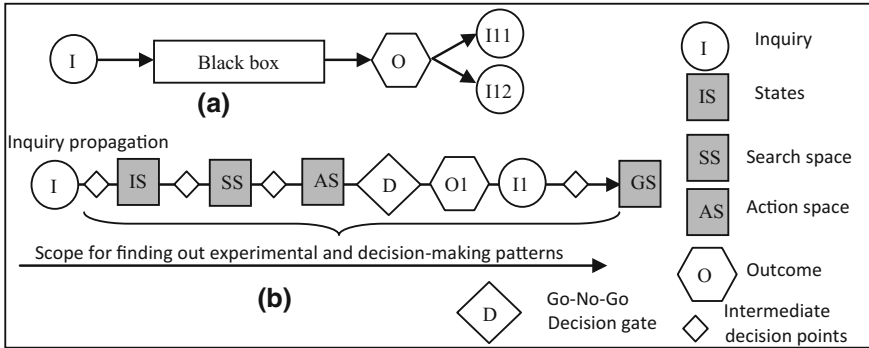 I
Black box
O
I11
I12
(a)
I
Inquiry
IS
States
SS
Search space
AS
Action space
O
Outcome
Inquiry propagation
I
IS
SS
AS
D
O1
I1
GS
Scope for finding out experimental and decision-making patterns
(b)
D
Go-No-Go
Decision gate
Intermediate
decision points